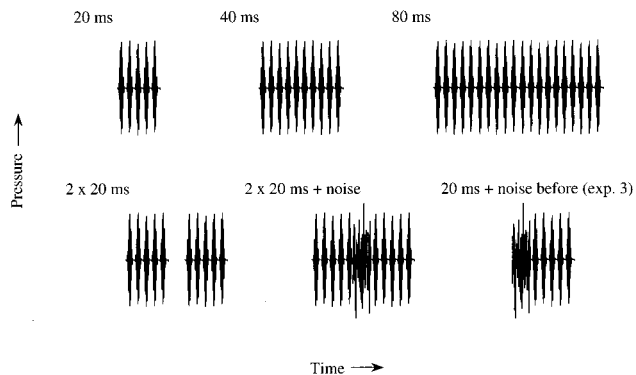 20 ms
40 ms
80 ms
Pressure
2 x 20 ms
2 x 20 ms + noise
20 ms + noise before (exp. 3)
Time